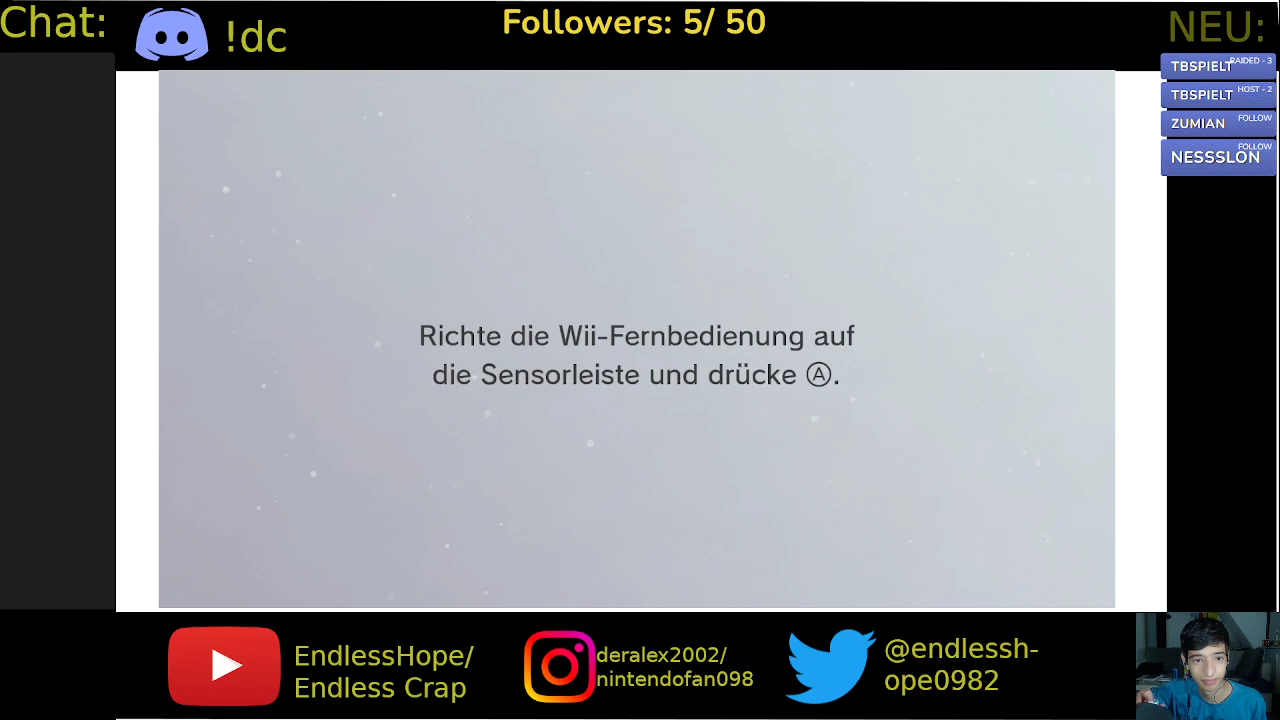 Chat:
!dc
Followers: 5/ 50
NEU:
TBSPIELT
RAIDED - 3
TBSPIELT
HOST - 2
ZUMIAN
FOLLOW
NESSSLON
FOLLOW
Richte die Wii-Fernbedienung auf
die Sensorleiste und drücke Ⓐ.
EndlessHope/
Endless Crap
deralex2002/
nintendofan098
@endlessh-
ope0982